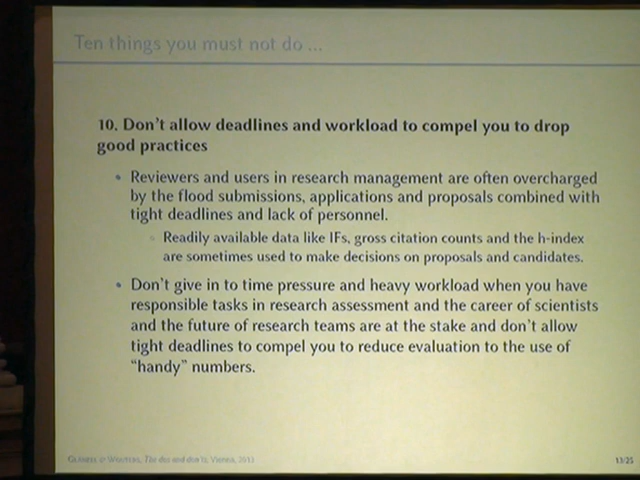 Ten things you must not do ...
10. Don't allow deadlines and workload to compel you to drop
good practices
Reviewers and users in research management are often overcharged
by the flood submissions, applications and proposals combined with
tight deadlines and lack of personnel.
Readily available data like IFs, gross citation counts and the h-index
are sometimes used to make decisions on proposals and candidates.
Don't give in to time pressure and heavy workload when you have
responsible tasks in research assessment and the career of scientists
and the future of research teams are at the stake and don't allow
tight deadlines to compel you to reduce evaluation to the use of
"handy" numbers.
The dos and don'ts, Vienna, 2013
13/25